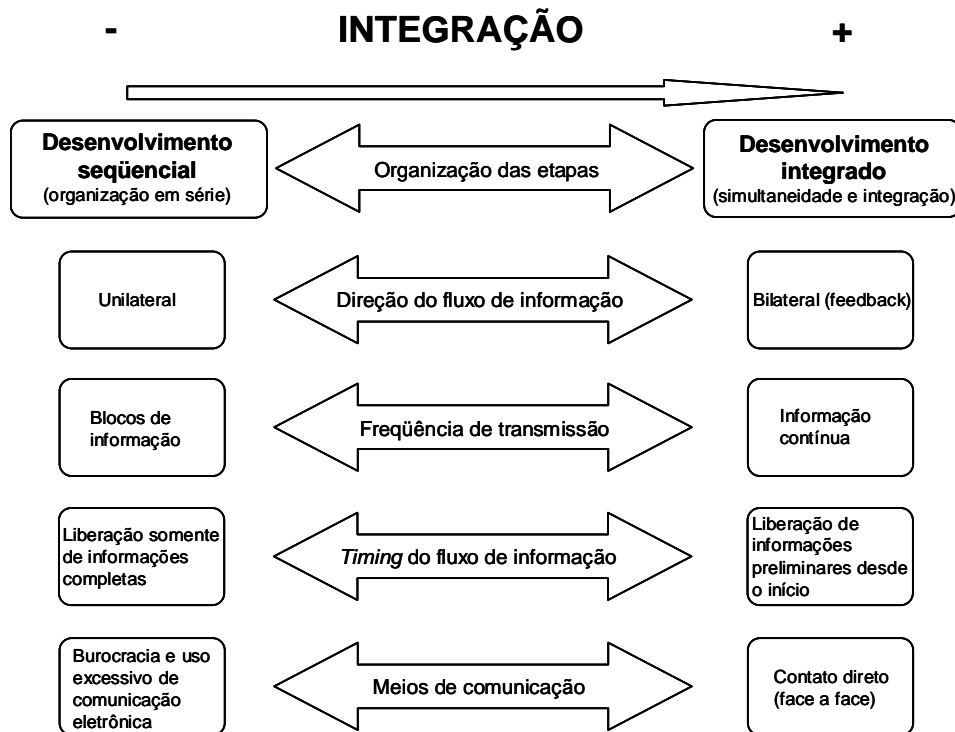 - INTEGRAÇÃO +
Desenvolvimento
seqüencial
(organização em série)
Organização das etapas
Desenvolvimento
integrado
(simultaneidade e integração)
Unilateral
Direção do fluxo de informação
Bilateral (feedback)
Blocos de
informação
Freqüência de transmissão
Informação
contínua
Liberação somente
de informações
completas
Timing do fluxo de informação
Liberação de
informações
preliminares desde
o início
Burocracia e uso
excessivo de
comunicação
eletrônica
Meios de comunicação
Contato direto
(face a face)